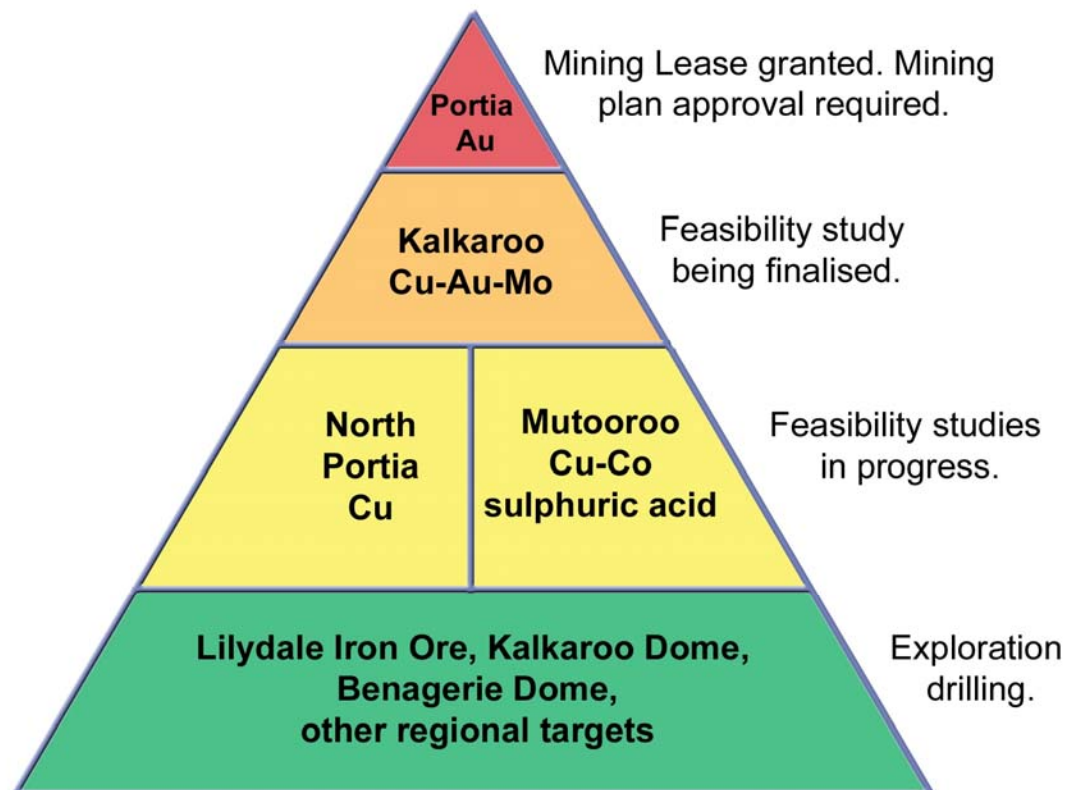 Portia
Au
Mining Lease granted. Mining
plan approval required.
Kalkaroo
Cu-Au-Mo
Feasibility study
being finalised.
North
Portia
Cu
Mutooroo
Cu-Co
sulphuric acid
Feasibility studies
in progress.
Lilydale Iron Ore, Kalkaroo Dome,
Benagerie Dome,
other regional targets
Exploration
drilling.